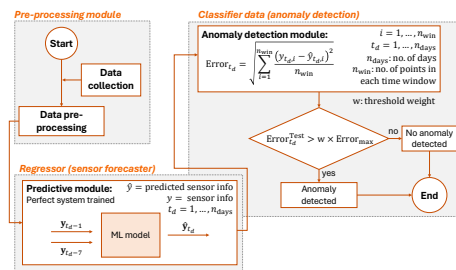 Pre-processing module
Start
Data
collection
Data pre-
processing
Regressor (sensor forecaster)
Predictive module:
Perfect system trained
ŷ = predicted sensor info
y = sensor info
t_d = 1, …, n_days
y_{t_d−1}
y_{t_d−7}
ML model
ŷ_{t_d}
Classifier data (anomaly detection)
Anomaly detection module:
Error_{t_d} = √(∑_{i=1}^{n_win} (y_{t_d,i} − ŷ_{t_d,i})² / n_win)
i = 1, …, n_win
t_d = 1, …, n_days
n_days: no. of days
n_win: no. of points in
each time window
w: threshold weight
Error_{t_d}^{Test} > w × Error_max
no
No anomaly
detected
yes
Anomaly
detected
End